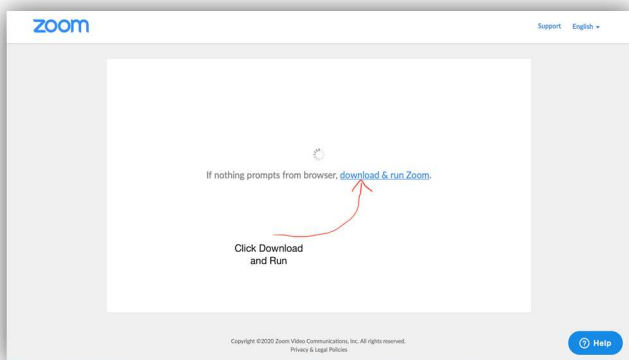 zoom
Support English
If nothing prompts from browser, download & run Zoom.
Click Download
and Run
Copyright ©2020 Zoom Video Communications, Inc. All rights reserved.
Privacy & Legal Policies
Help